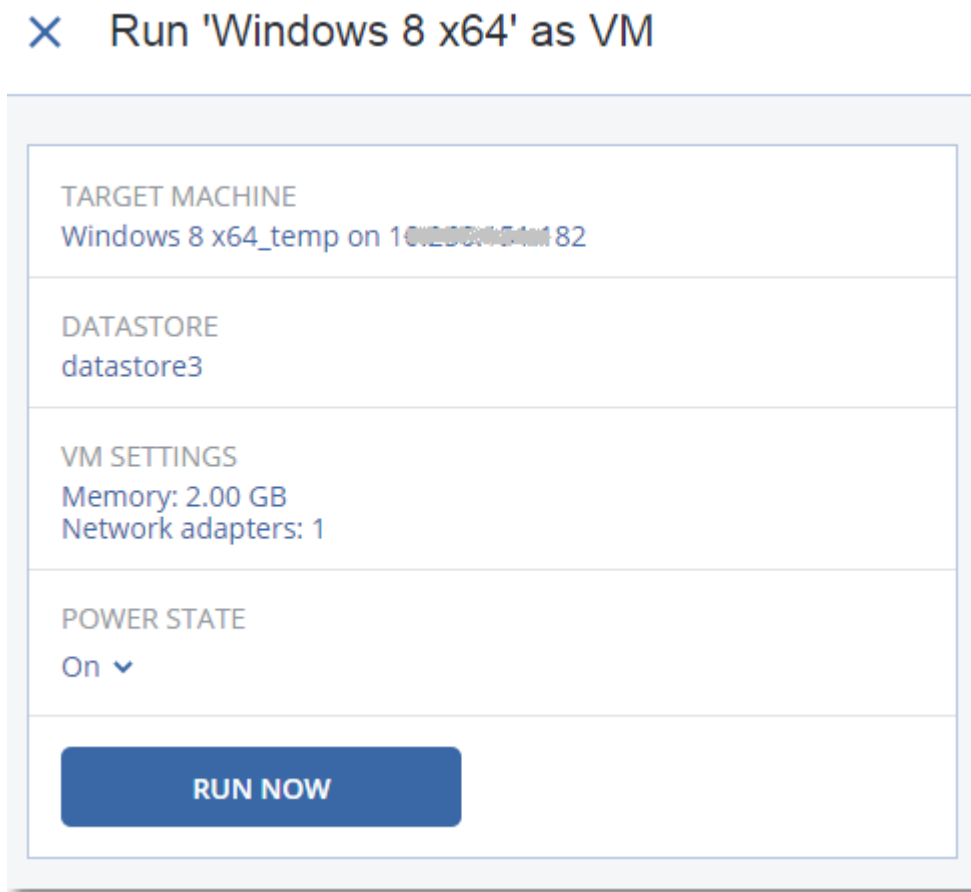 Run 'Windows 8 x64' as VM
TARGET MACHINE
Windows 8 x64_temp on 182
DATASTORE
datastore3
VM SETTINGS
Memory: 2.00 GB
Network adapters: 1
POWER STATE
On
RUN NOW